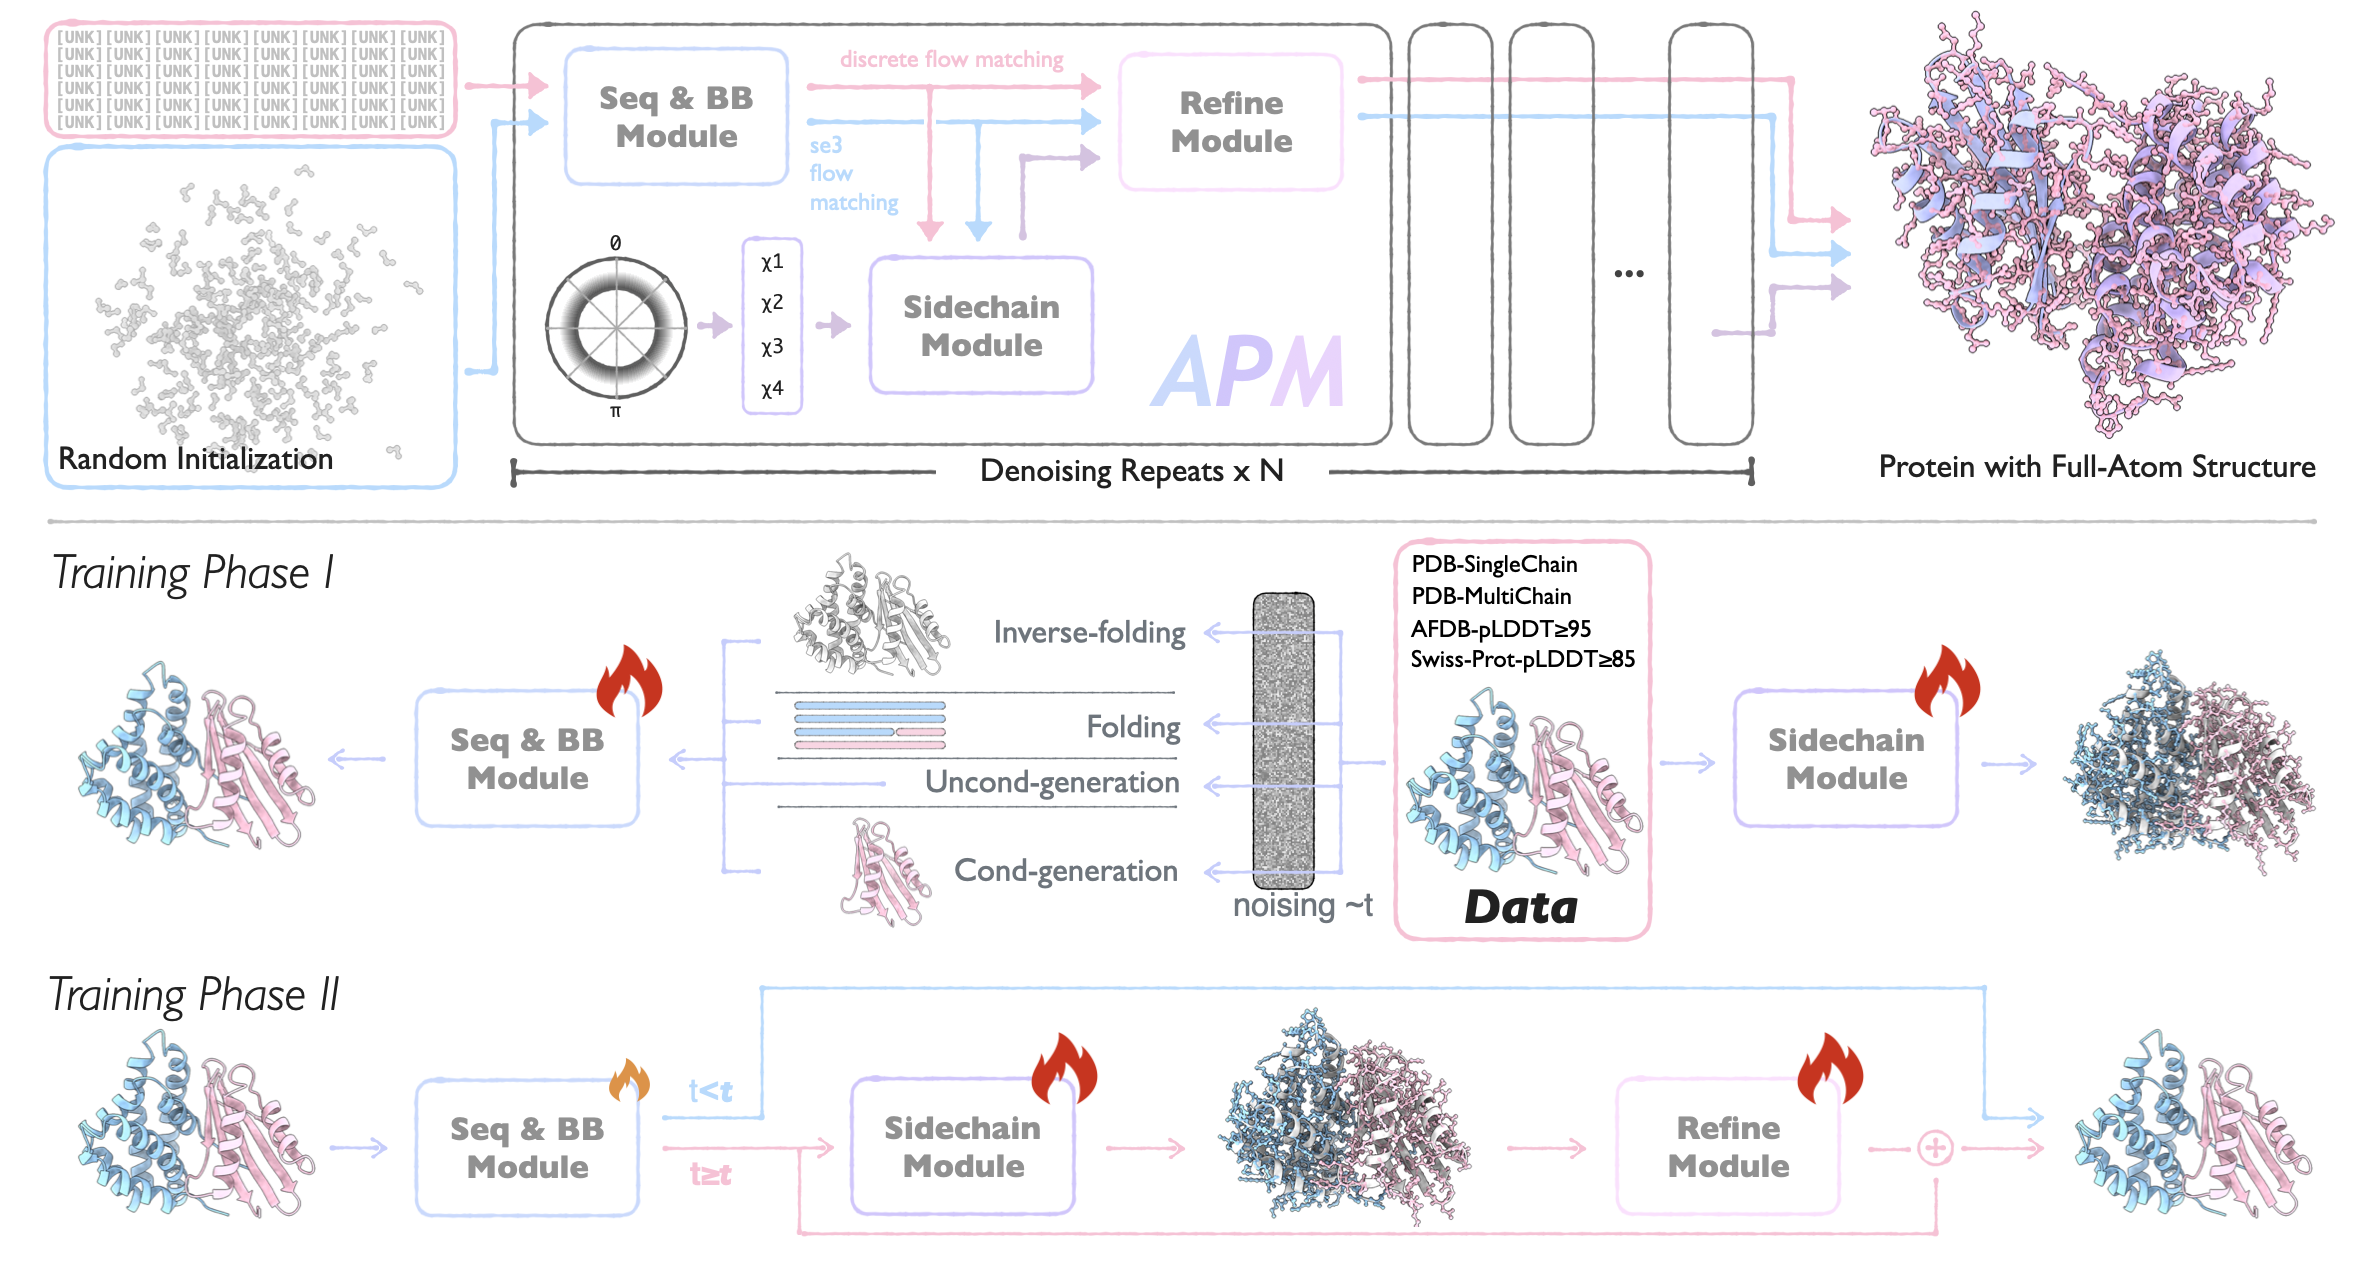 [UNK] [UNK] [UNK] [UNK] [UNK] [UNK] [UNK] [UNK]
[UNK] [UNK] [UNK] [UNK] [UNK] [UNK] [UNK] [UNK]
[UNK] [UNK] [UNK] [UNK] [UNK] [UNK] [UNK] [UNK]
[UNK] [UNK] [UNK] [UNK] [UNK] [UNK] [UNK] [UNK]
[UNK] [UNK] [UNK] [UNK] [UNK] [UNK] [UNK] [UNK]
[UNK] [UNK] [UNK] [UNK] [UNK] [UNK] [UNK] [UNK]
Random Initialization
Seq & BB
Module
discrete flow matching
se3
flow
matching
Refine
Module
0
π
χ1
χ2
χ3
χ4
Sidechain
Module
APM
...
Denoising Repeats x N
Protein with Full-Atom Structure
Training Phase I
Seq & BB
Module
Inverse-folding
Folding
Uncond-generation
Cond-generation
noising ~t
PDB-SingleChain
PDB-MultiChain
AFDB-pLDDT≥95
Swiss-Prot-pLDDT≥85
Data
Sidechain
Module
Training Phase II
Seq & BB
Module
t<t
t≥t
Sidechain
Module
Refine
Module